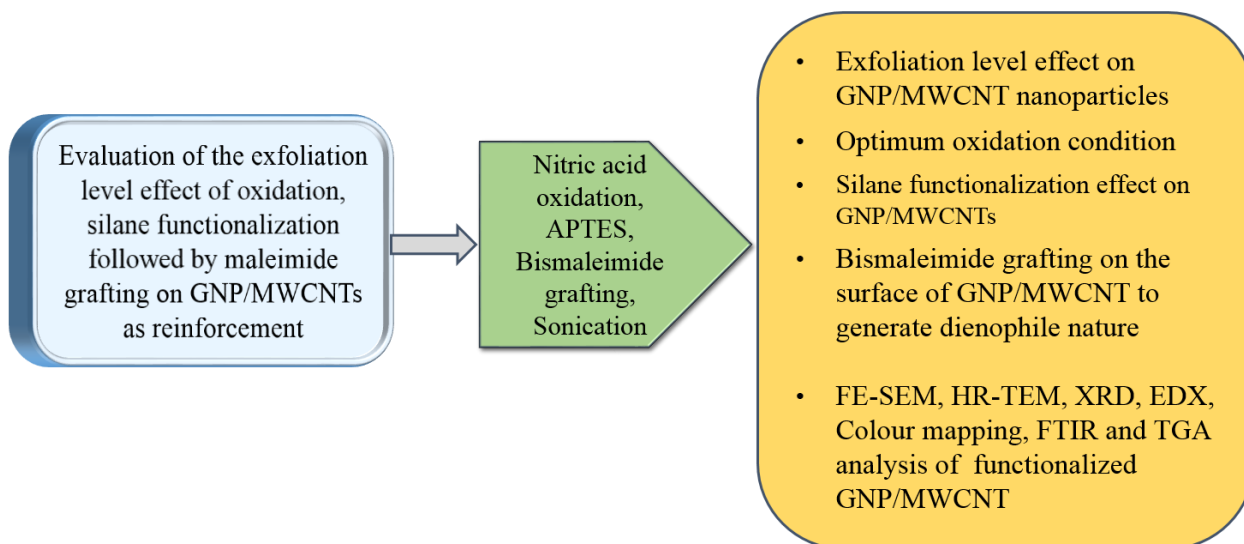 Evaluation of the exfoliation
level effect of oxidation,
silane functionalization
followed by maleimide
grafting on GNP/MWCNTs
as reinforcement
Nitric acid
oxidation,
APTES,
Bismaleimide
grafting,
Sonication
• Exfoliation level effect on
GNP/MWCNT nanoparticles
• Optimum oxidation condition
• Silane functionalization effect on
GNP/MWCNTs
• Bismaleimide grafting on the
surface of GNP/MWCNT to
generate dienophile nature
• FE-SEM, HR-TEM, XRD, EDX,
Colour mapping, FTIR and TGA
analysis of functionalized
GNP/MWCNT